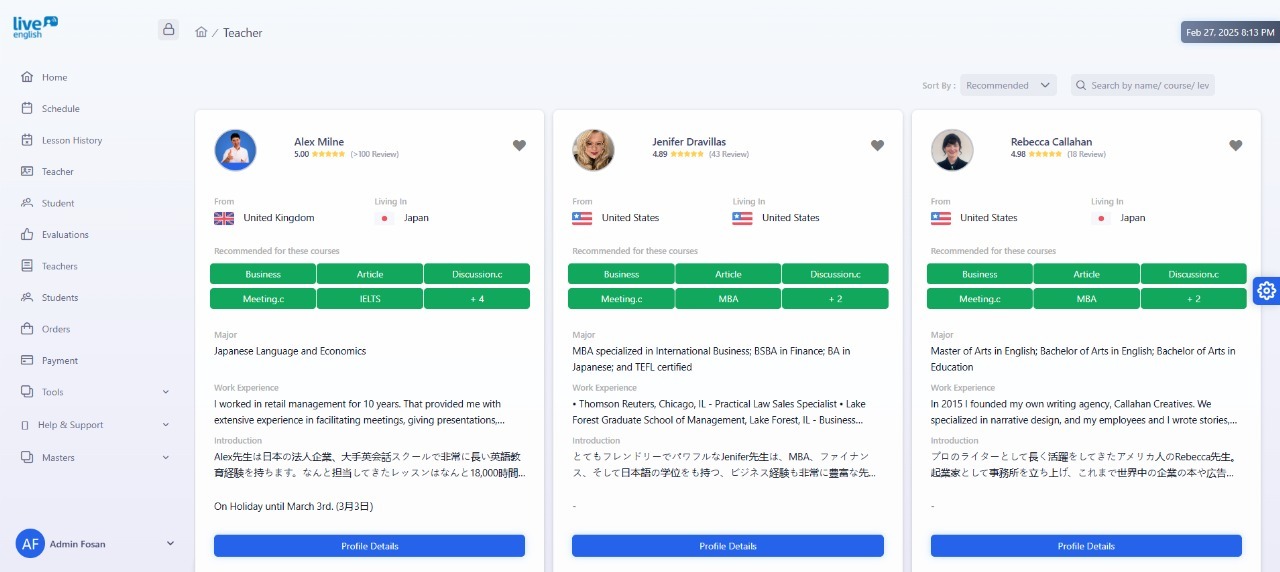 live
english
/ Teacher
Feb 27, 2025 8:13 PM
Home
Schedule
Lesson History
Teacher
Student
Evaluations
Teachers
Students
Orders
Payment
Tools
Help & Support
Masters
AF Admin Fosan
Sort By : Recommended
Search by name/ course/ lev
Alex Milne
5.00 (>100 Review)
From
United Kingdom
Living In
Japan
Recommended for these courses
Business Article Discussion.c
Meeting.c IELTS + 4
Major
Japanese Language and Economics
Work Experience
I worked in retail management for 10 years. That provided me with
extensive experience in facilitating meetings, giving presentations,...
Introduction
Alex先生は日本の法人企業、大手英会話スクールで非常に長い英語教
育経験を持ちます。なんと担当してきたレッスンはなんと18,000時間...
On Holiday until March 3rd. (3月3日)
Profile Details
Jenifer Dravillas
4.89 (43 Review)
From
United States
Living In
United States
Recommended for these courses
Business Article Discussion.c
Meeting.c MBA + 2
Major
MBA specialized in International Business; BSBA in Finance; BA in
Japanese; and TEFL certified
Work Experience
• Thomson Reuters, Chicago, IL - Practical Law Sales Specialist • Lake
Forest Graduate School of Management, Lake Forest, IL - Business...
Introduction
とてもフレンドリーでパワフルなJenifer先生は、MBA、ファイナン
ス、そして日本語の学位をも持つ、ビジネス経験も非常に豊富な先...
-
Profile Details
Rebecca Callahan
4.98 (18 Review)
From
United States
Living In
Japan
Recommended for these courses
Business Article Discussion.c
Meeting.c MBA + 2
Major
Master of Arts in English; Bachelor of Arts in English; Bachelor of Arts in
Education
Work Experience
In 2015 I founded my own writing agency, Callahan Creatives. We
specialized in narrative design, and my employees and I wrote stories,...
Introduction
プロのライターとして長く活躍をしてきたアメリカ人のRebecca先生。
起業家として事務所を立ち上げ、これまで世界中の企業の本や広告...
-
Profile Details